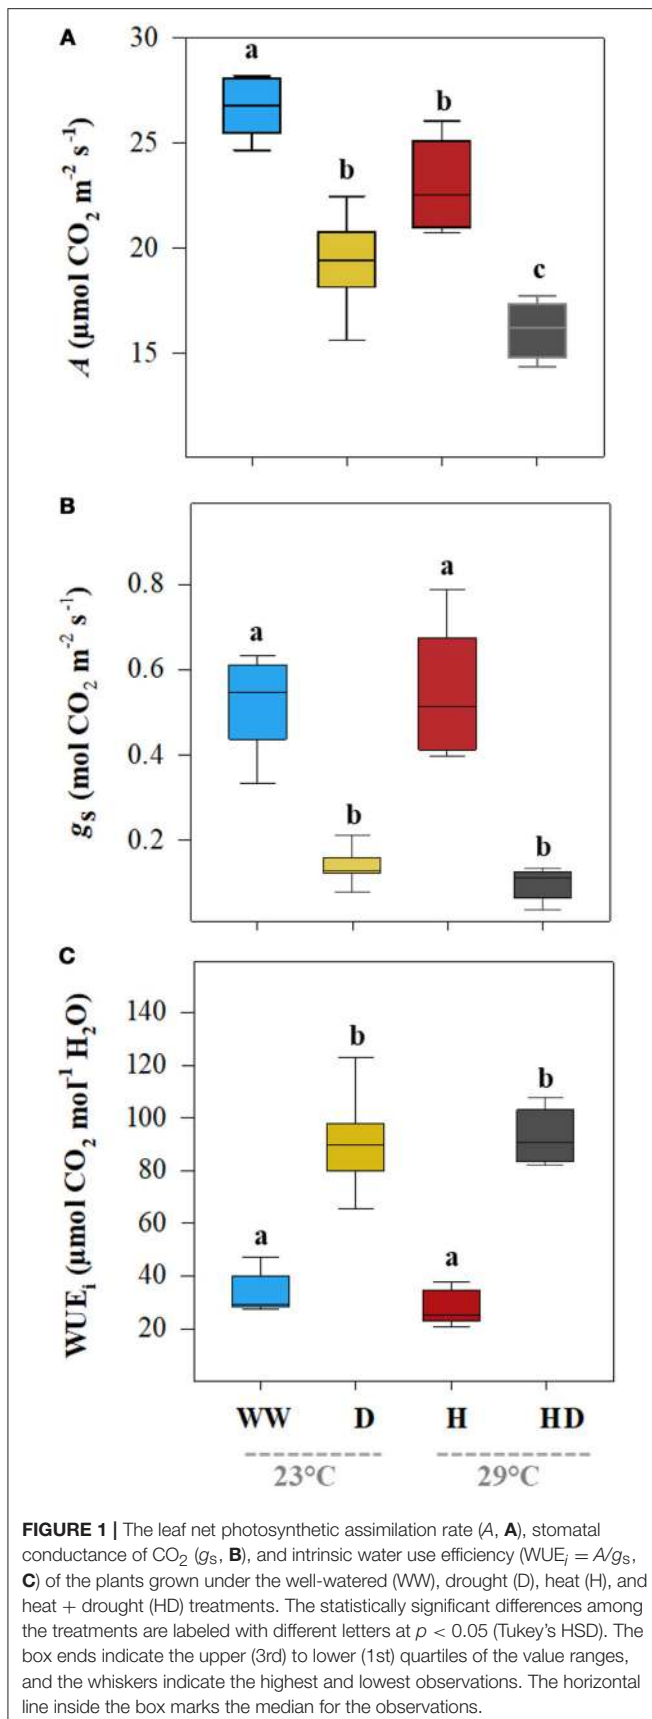 A
30
25
20
15
A (µmol CO₂ m⁻² s⁻¹)
a
b
b
c
B
0.8
0.6
0.4
0.2
gs (mol CO₂ m⁻² s⁻¹)
a
b
a
b
C
140
120
100
80
60
40
20
WUEi (µmol CO₂ mol⁻¹ H₂O)
a
b
a
b
WW D H HD
23°C 29°C
FIGURE 1 | The leaf net photosynthetic assimilation rate (A, A), stomatal
conductance of CO₂ (gs, B), and intrinsic water use efficiency (WUEi = A/gs,
C) of the plants grown under the well-watered (WW), drought (D), heat (H), and
heat + drought (HD) treatments. The statistically significant differences among
the treatments are labeled with different letters at p < 0.05 (Tukey's HSD). The
box ends indicate the upper (3rd) to lower (1st) quartiles of the value ranges,
and the whiskers indicate the highest and lowest observations. The horizontal
line inside the box marks the median for the observations.